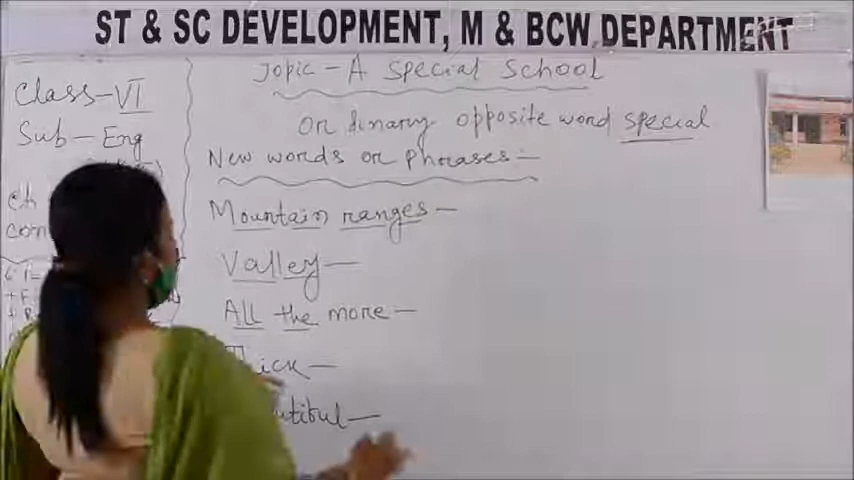 ST & SC DEVELOPMENT, M & BCW DEPARTMENT
Class - VI
Sub - Eng
Topic - A Special School
Ordinary opposite word special
New words or phrases :-
Mountain ranges -
Valley -
All the more -
Thick -